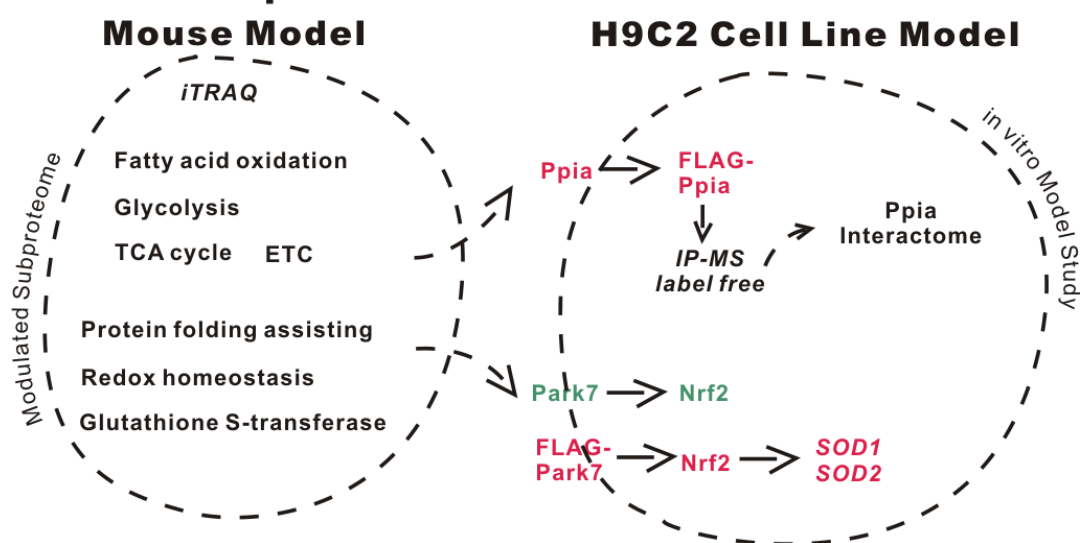 Mouse Model
H9C2 Cell Line Model
iTRAQ
Fatty acid oxidation
Glycolysis
TCA cycle ETC
Protein folding assisting
Redox homeostasis
Glutathione S-transferase
Modulated Subproteome
Ppia
FLAG-
Ppia
IP-MS
label free
Ppia
Interactome
in vitro Model Study
Park7
Nrf2
FLAG-
Park7
Nrf2
SOD1
SOD2